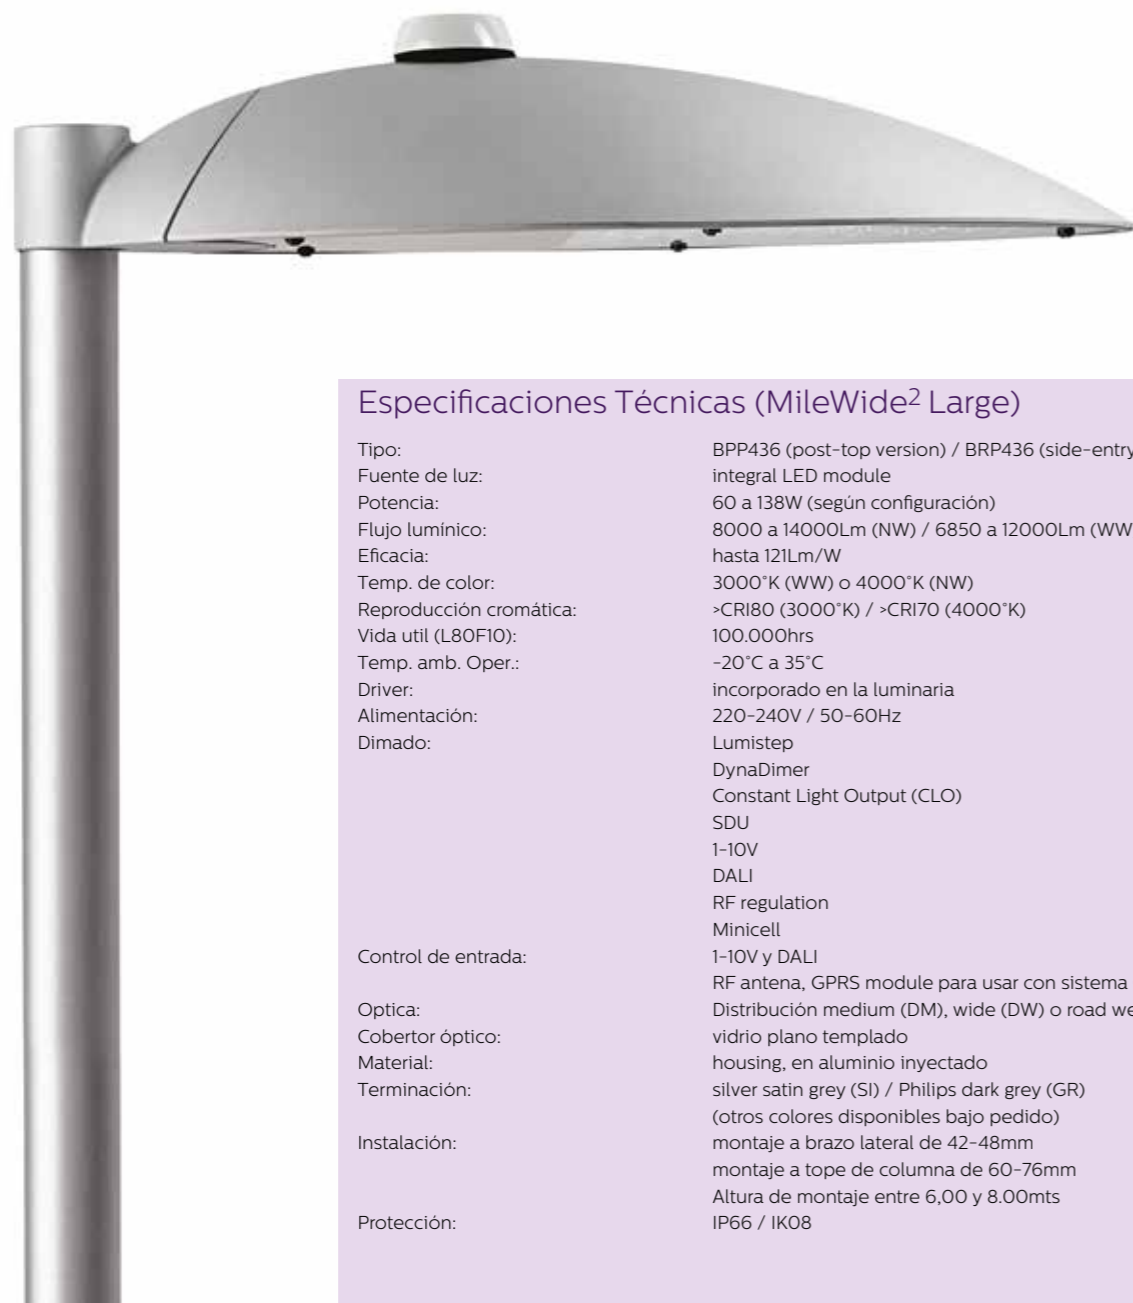 Especificaciones Técnicas (MileWide² Large)
Tipo: BPP436 (post-top version) / BRP436 (side-entry
Fuente de luz: integral LED module
Potencia: 60 a 138W (según configuración)
Flujo lumínico: 8000 a 14000Lm (NW) / 6850 a 12000Lm (WW
Eficacia: hasta 121Lm/W
Temp. de color: 3000°K (WW) o 4000°K (NW)
Reproducción cromática: >CRI80 (3000°K) / >CRI70 (4000°K)
Vida util (L80F10): 100.000hrs
Temp. amb. Oper.: -20°C a 35°C
Driver: incorporado en la luminaria
Alimentación: 220-240V / 50-60Hz
Dimado: Lumistep
DynaDimer
Constant Light Output (CLO)
SDU
1-10V
DALI
RF regulation
Minicell
Control de entrada: 1-10V y DALI
RF antena, GPRS module para usar con sistema
Optica: Distribución medium (DM), wide (DW) o road we
Cobertor óptico: vidrio plano templado
Material: housing, en aluminio inyectado
Terminación: silver satin grey (SI) / Philips dark grey (GR)
(otros colores disponibles bajo pedido)
Instalación: montaje a brazo lateral de 42-48mm
montaje a tope de columna de 60-76mm
Altura de montaje entre 6,00 y 8.00mts
Protección: IP66 / IK08